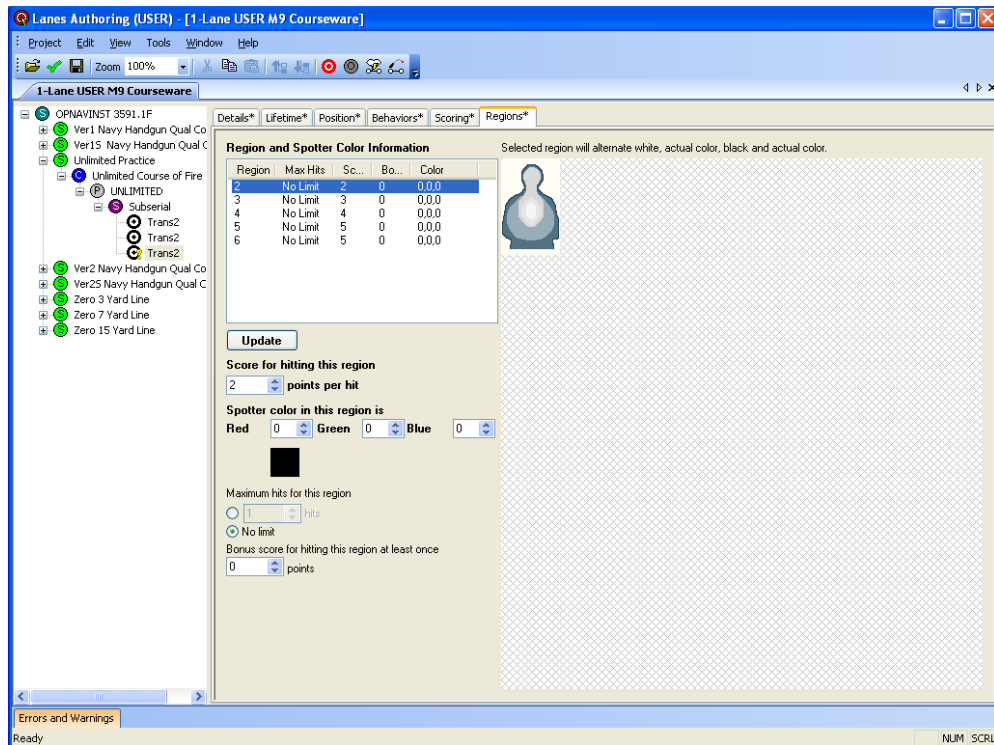 Lanes Authoring (USER) - [1-Lane USER M9 Courseware]
Project Edit View Tools Window Help
Zoom 100%
1-Lane USER M9 Courseware
OPNAVINST 3591.1F
Ver1 Navy Handgun Qual Co
Ver1S Navy Handgun Qual C
Unlimited Practice
Unlimited Course of Fire
UNLIMITED
Subserial
Trans2
Trans2
Trans2
Ver2 Navy Handgun Qual Co
Ver2S Navy Handgun Qual C
Zero 3 Yard Line
Zero 7 Yard Line
Zero 15 Yard Line
Details* Lifetime* Position* Behaviors* Scoring* Regions*
Region and Spotter Color Information
Region Max Hits Sc... Bo... Color
2 No Limit 2 0 0,0,0
3 No Limit 3 0 0,0,0
4 No Limit 4 0 0,0,0
5 No Limit 5 0 0,0,0
6 No Limit 5 0 0,0,0
Update
Score for hitting this region
2 points per hit
Spotter color in this region is
Red 0 Green 0 Blue 0
Maximum hits for this region
1 hits
No limit
Bonus score for hitting this region at least once
0 points
Selected region will alternate white, actual color, black and actual color.
Errors and Warnings
Ready NUM SCRL